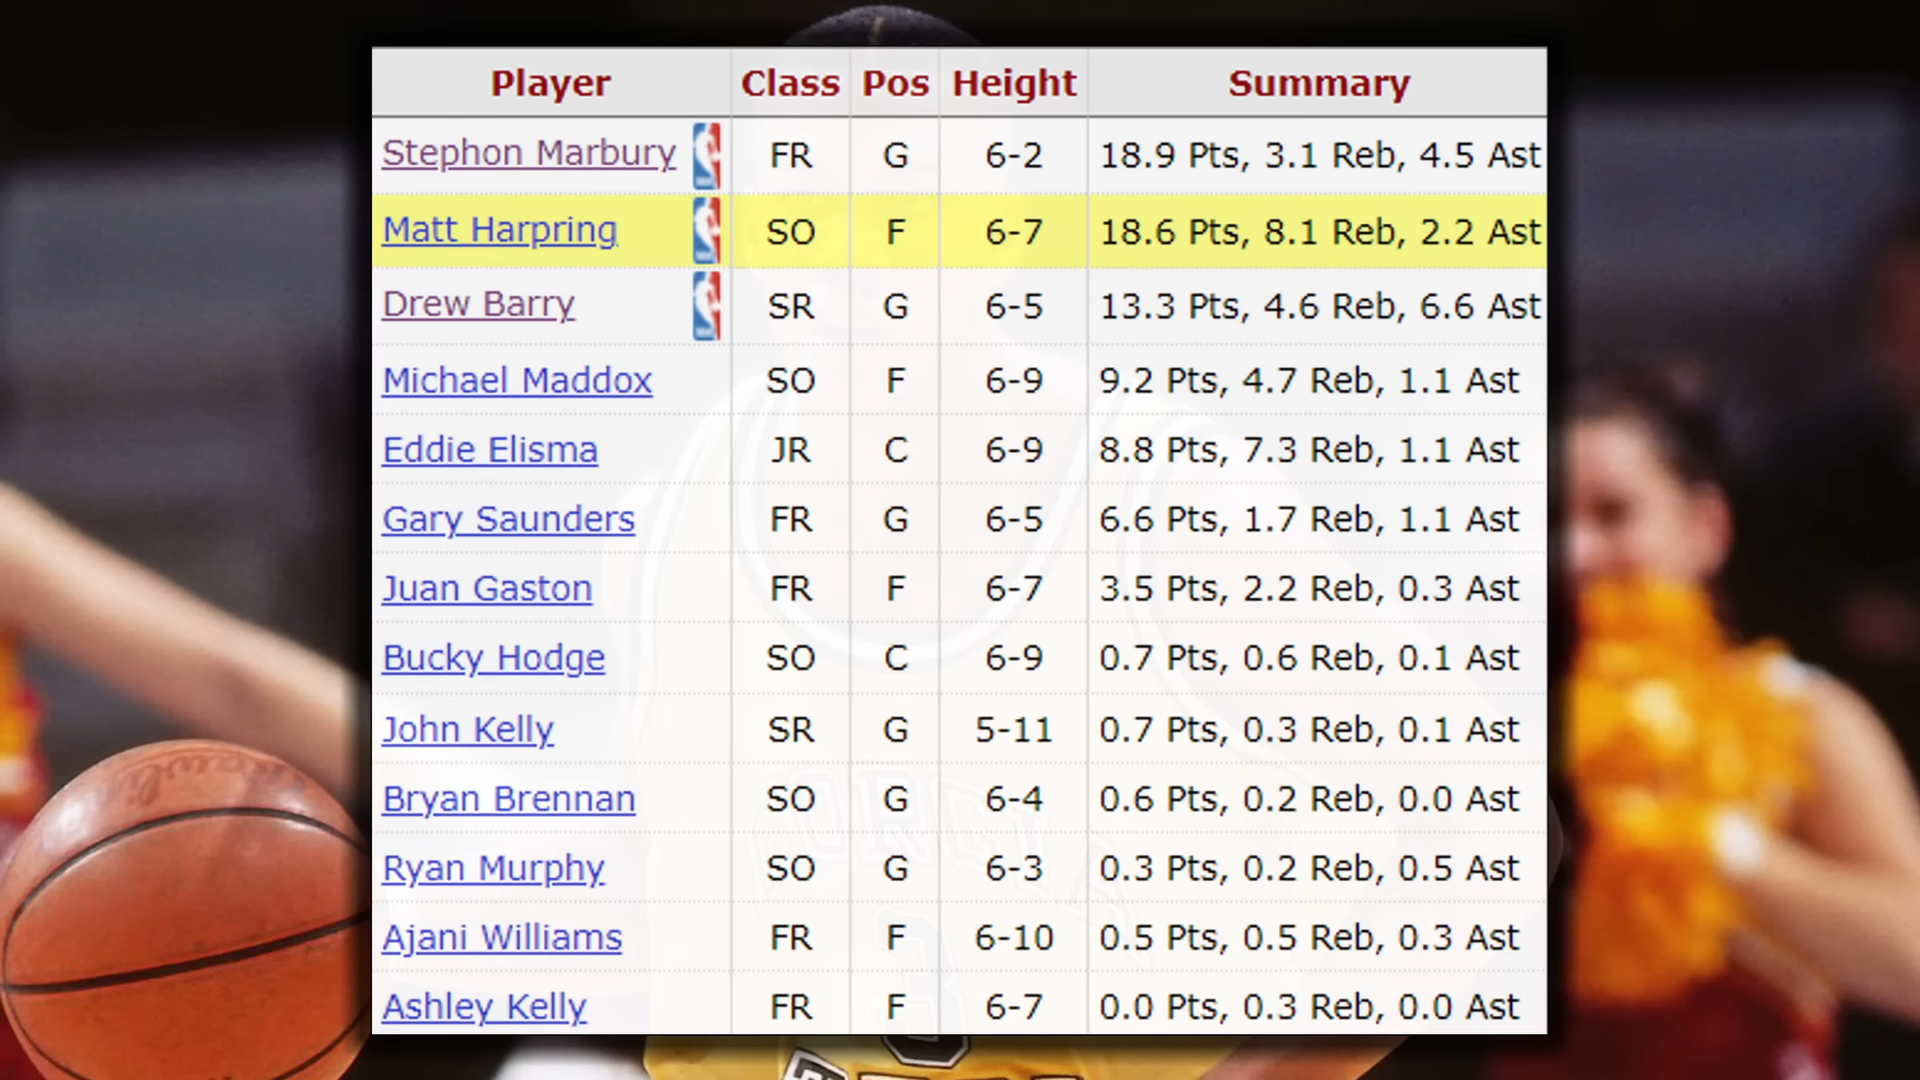 Player Class Pos Height Summary
Stephon Marbury FR G 6-2 18.9 Pts, 3.1 Reb, 4.5 Ast
Matt Harpring SO F 6-7 18.6 Pts, 8.1 Reb, 2.2 Ast
Drew Barry SR G 6-5 13.3 Pts, 4.6 Reb, 6.6 Ast
Michael Maddox SO F 6-9 9.2 Pts, 4.7 Reb, 1.1 Ast
Eddie Elisma JR C 6-9 8.8 Pts, 7.3 Reb, 1.1 Ast
Gary Saunders FR G 6-5 6.6 Pts, 1.7 Reb, 1.1 Ast
Juan Gaston FR F 6-7 3.5 Pts, 2.2 Reb, 0.3 Ast
Bucky Hodge SO C 6-9 0.7 Pts, 0.6 Reb, 0.1 Ast
John Kelly SR G 5-11 0.7 Pts, 0.3 Reb, 0.1 Ast
Bryan Brennan SO G 6-4 0.6 Pts, 0.2 Reb, 0.0 Ast
Ryan Murphy SO G 6-3 0.3 Pts, 0.2 Reb, 0.5 Ast
Ajani Williams FR F 6-10 0.5 Pts, 0.5 Reb, 0.3 Ast
Ashley Kelly FR F 6-7 0.0 Pts, 0.3 Reb, 0.0 Ast
3